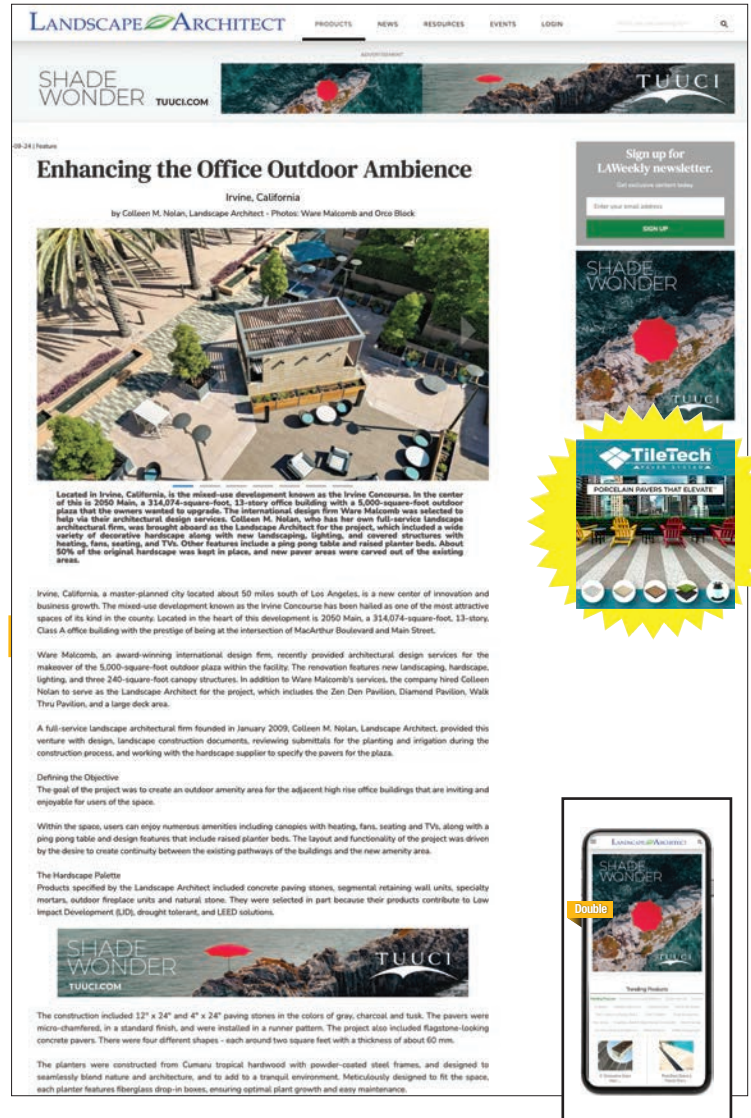 LANDSCAPE ARCHITECT
PRODUCTS NEWS RESOURCES EVENTS LOGIN
ADVERTISEMENT
SHADE
WONDER TUUCI.COM
TUUCI
-09-24 | Feature
Enhancing the Office Outdoor Ambience
Irvine, California
by Colleen M. Nolan, Landscape Architect - Photos: Ware Malcomb and Orco Block
Located in Irvine, California, is the mixed-use development known as the Irvine Concourse. In the center
of this is 2050 Main, a 314,074-square-foot, 13-story office building with a 5,000-square-foot outdoor
plaza that the owners wanted to upgrade. The international design firm Ware Malcomb was selected to
help via their architectural design services. Colleen M. Nolan, who has her own full-service landscape
architectural firm, was brought aboard as the Landscape Architect for the project, which included a wide
variety of decorative hardscape along with new landscaping, lighting, and covered structures with
heating, fans, seating, and TVs. Other features include a ping pong table and raised planter beds. About
50% of the original hardscape was kept in place, and new paver areas were carved out of the existing
areas.
Irvine, California, a master-planned city located about 50 miles south of Los Angeles, is a new center of innovation and
business growth. The mixed-use development known as the Irvine Concourse has been hailed as one of the most attractive
spaces of its kind in the county. Located in the heart of this development is 2050 Main, a 314,074-square-foot, 13-story,
Class A office building with the prestige of being at the intersection of MacArthur Boulevard and Main Street.
Ware Malcomb, an award-winning international design firm, recently provided architectural design services for the
makeover of the 5,000-square-foot outdoor plaza within the facility. The renovation features new landscaping, hardscape,
lighting, and three 240-square-foot canopy structures. In addition to Ware Malcomb's services, the company hired Colleen
Nolan to serve as the Landscape Architect for the project, which includes the Zen Den Pavilion, Diamond Pavilion, Walk
Thru Pavilion, and a large deck area.
A full-service landscape architectural firm founded in January 2009, Colleen M. Nolan, Landscape Architect, provided this
venture with design, landscape construction documents, reviewing submittals for the planting and irrigation during the
construction process, and working with the hardscape supplier to specify the pavers for the plaza.
Defining the Objective
The goal of the project was to create an outdoor amenity area for the adjacent high rise office buildings that are inviting and
enjoyable for users of the space.
Within the space, users can enjoy numerous amenities including canopies with heating, fans, seating and TVs, along with a
ping pong table and design features that include raised planter beds. The layout and functionality of the project was driven
by the desire to create continuity between the existing pathways of the buildings and the new amenity area.
The Hardscape Palette
Products specified by the Landscape Architect included concrete paving stones, segmental retaining wall units, specialty
mortars, outdoor fireplace units and natural stone. They were selected in part because their products contribute to Low
Impact Development (LID), drought tolerant, and LEED solutions.
SHADE
WONDER
TUUCI.COM
TUUCI
The construction included 12" x 24" and 4" x 24" paving stones in the colors of gray, charcoal and tusk. The pavers were
micro-chamfered, in a standard finish, and were installed in a runner pattern. The project also included flagstone-looking
concrete pavers. There were four different shapes - each around two square feet with a thickness of about 60 mm.
The planters were constructed from Cumaru tropical hardwood with powder-coated steel frames, and designed to
seamlessly blend nature and architecture, and to add to a tranquil environment. Meticulously designed to fit the space,
each planter features fiberglass drop-in boxes, ensuring optimal plant growth and easy maintenance.
Sign up for
LAWeekly newsletter.
Get exclusive content today
Enter your email address
SIGN UP
SHADE
WONDER
TUUCI
TileTech
PAVER SYSTEM
PORCELAIN PAVERS THAT ELEVATE
LANDSCAPE ARCHITECT
SHADE
WONDER
Double
TUUCI
Trending Products